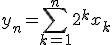 y_n = \sum_{k=1}^{n} 2^k x_k